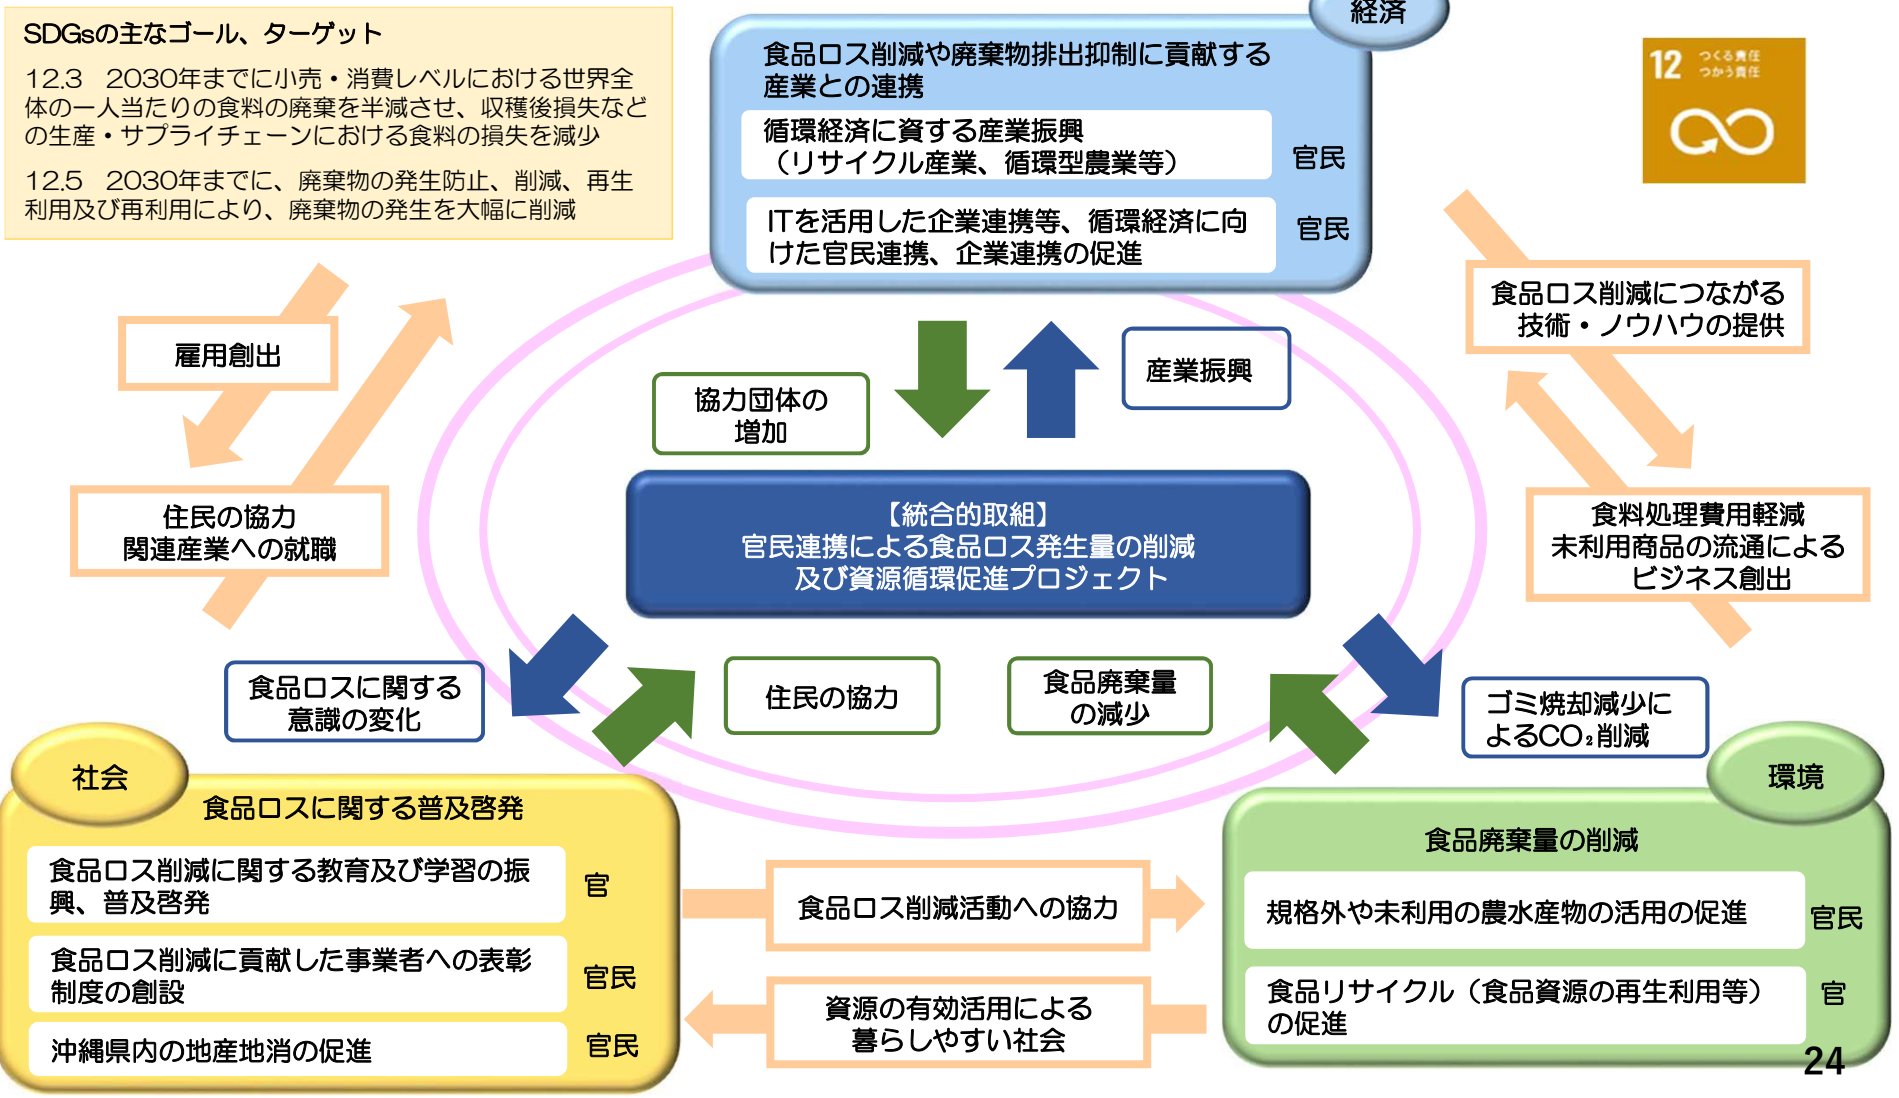 SDGsの主なゴール、ターゲット
12.3　2030年までに小売・消費レベルにおける世界全
体の一人当たりの食料の廃棄を半減させ、収穫後損失など
の生産・サプライチェーンにおける食料の損失を減少
12.5　2030年までに、廃棄物の発生防止、削減、再生
利用及び再利用により、廃棄物の発生を大幅に削減
経済
食品ロス削減や廃棄物排出抑制に貢献する
産業との連携
循環経済に資する産業振興
（リサイクル産業、循環型農業等）
官民
ITを活用した企業連携等、循環経済に向
けた官民連携、企業連携の促進
官民
12 つくる責任
つかう責任
雇用創出
住民の協力
関連産業への就職
食品ロス削減につながる
技術・ノウハウの提供
食料処理費用軽減
未利用商品の流通による
ビジネス創出
協力団体の
増加
産業振興
【統合的取組】
官民連携による食品ロス発生量の削減
及び資源循環促進プロジェクト
食品ロスに関する
意識の変化
住民の協力
食品廃棄量
の減少
ゴミ焼却減少に
よるCO₂削減
社会
食品ロスに関する普及啓発
食品ロス削減に関する教育及び学習の振
興、普及啓発
官
食品ロス削減に貢献した事業者への表彰
制度の創設
官民
沖縄県内の地産地消の促進
官民
食品ロス削減活動への協力
資源の有効活用による
暮らしやすい社会
環境
食品廃棄量の削減
規格外や未利用の農水産物の活用の促進
官民
食品リサイクル（食品資源の再生利用等）
の促進
官
24